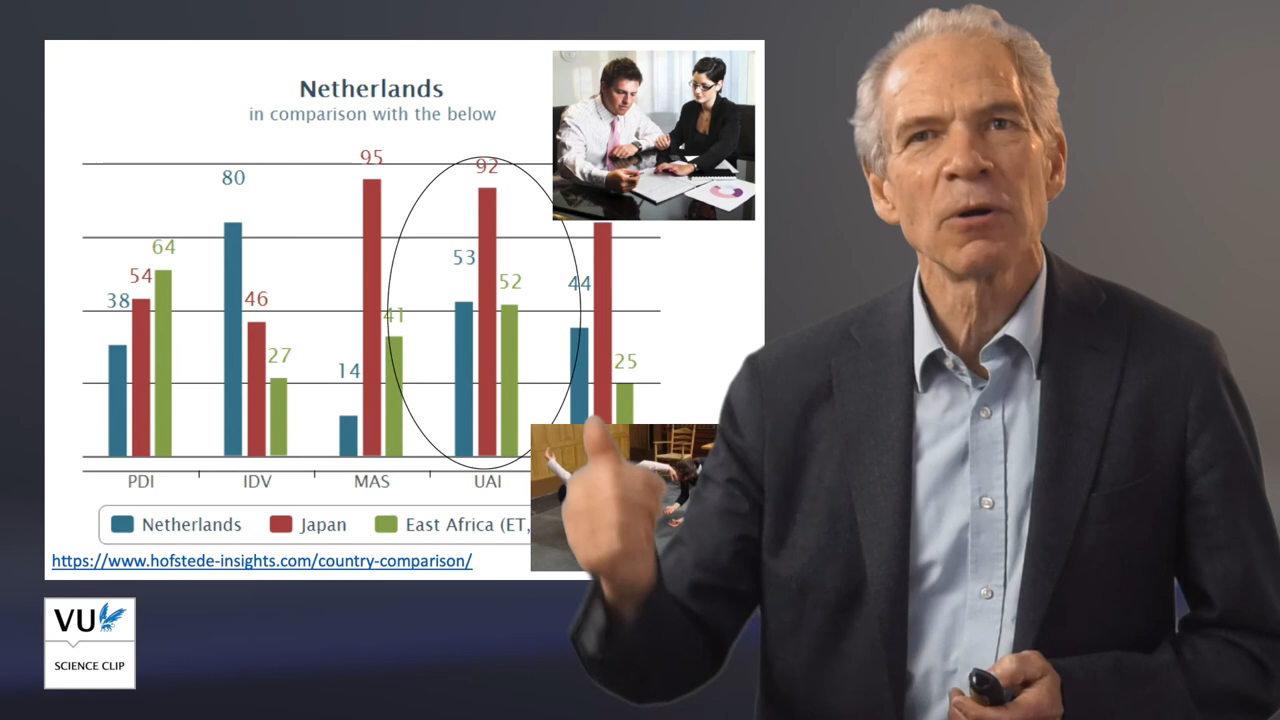 Netherlands
in comparison with the below
38
54
64
80
46
27
14
95
41
53
92
52
44
25
PDI
IDV
MAS
UAI
Netherlands
Japan
East Africa (ET,
https://www.hofstede-insights.com/country-comparison/
VU
SCIENCE CLIP